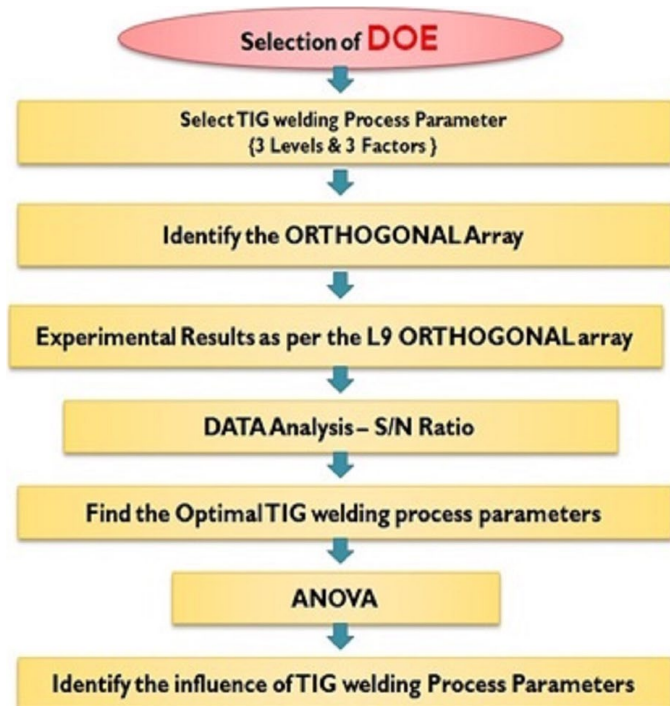 Selection of DOE
Select TIG welding Process Parameter
{3 Levels & 3 Factors }
Identify the ORTHOGONAL Array
Experimental Results as per the L9 ORTHOGONAL array
DATA Analysis – S/N Ratio
Find the Optimal TIG welding process parameters
ANOVA
Identify the influence of TIG welding Process Parameters